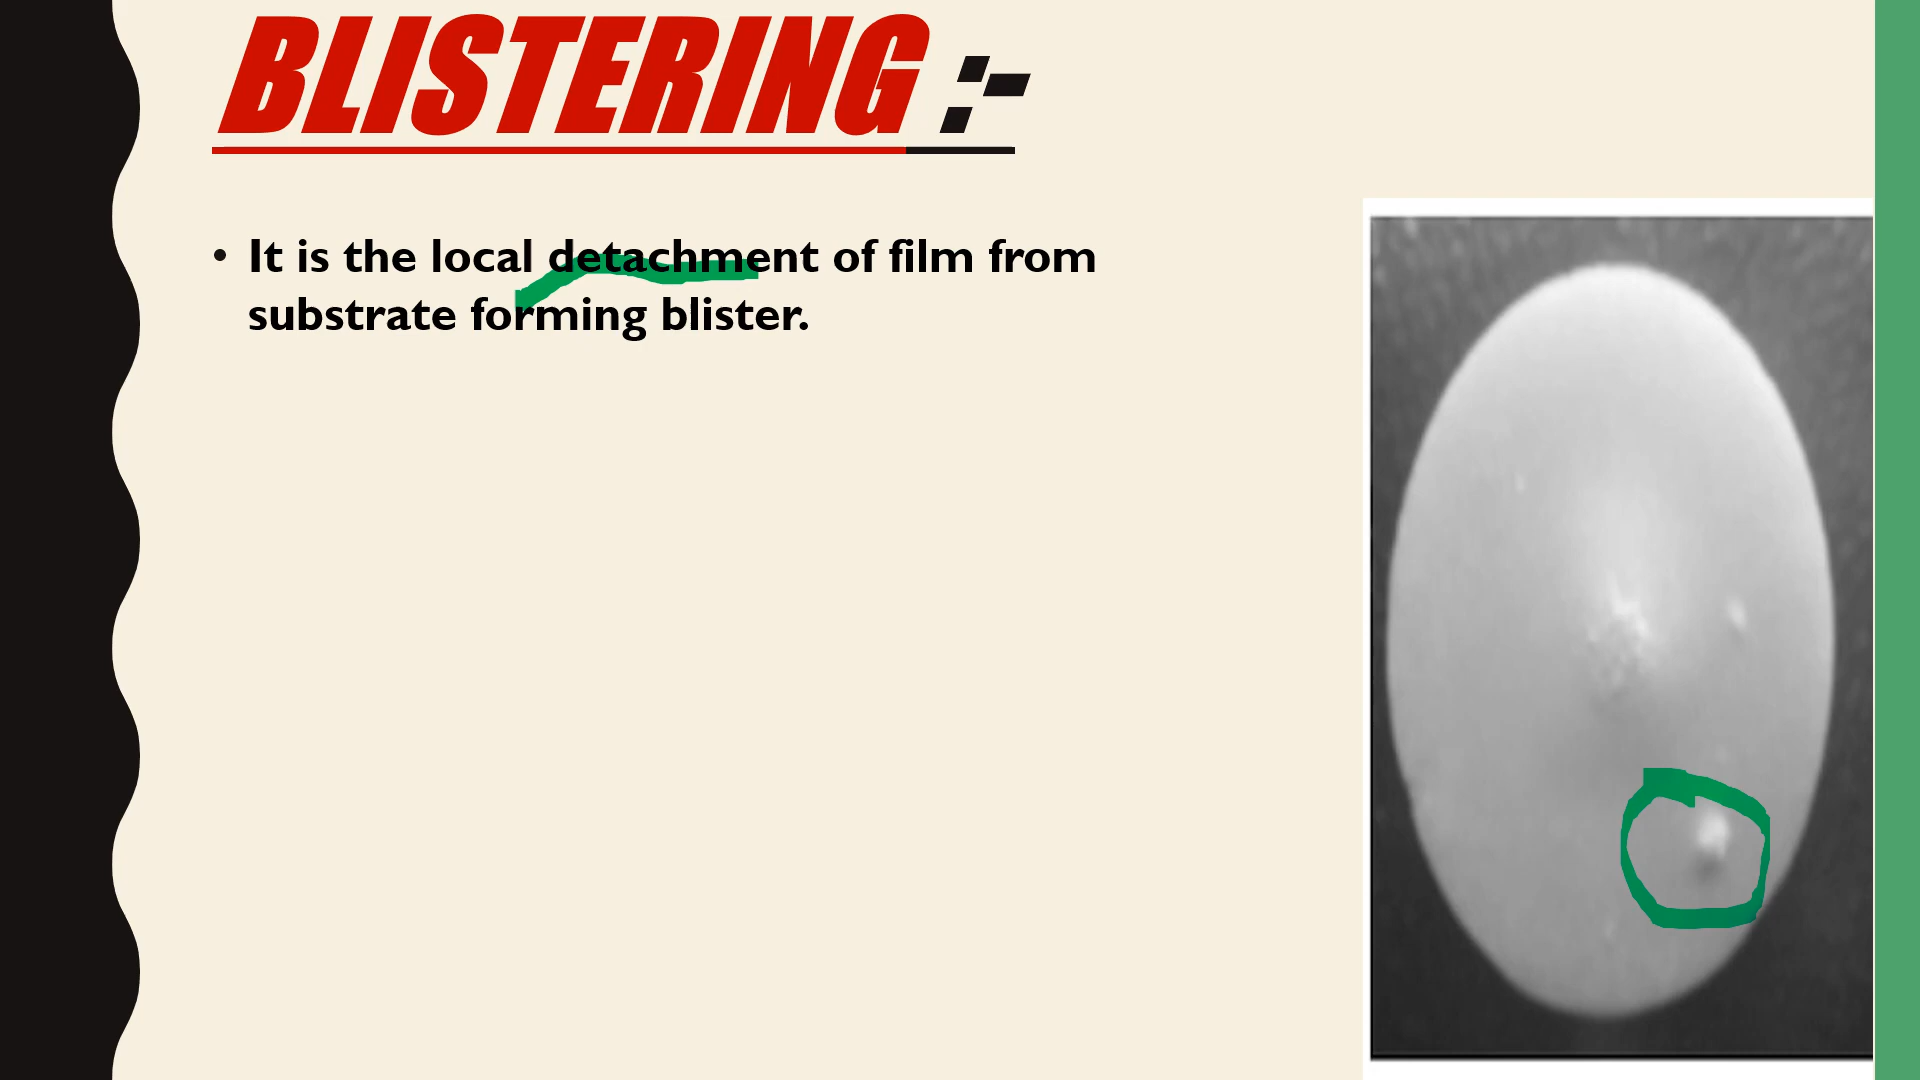 BLISTERING :-
• It is the local detachment of film from
substrate forming blister.